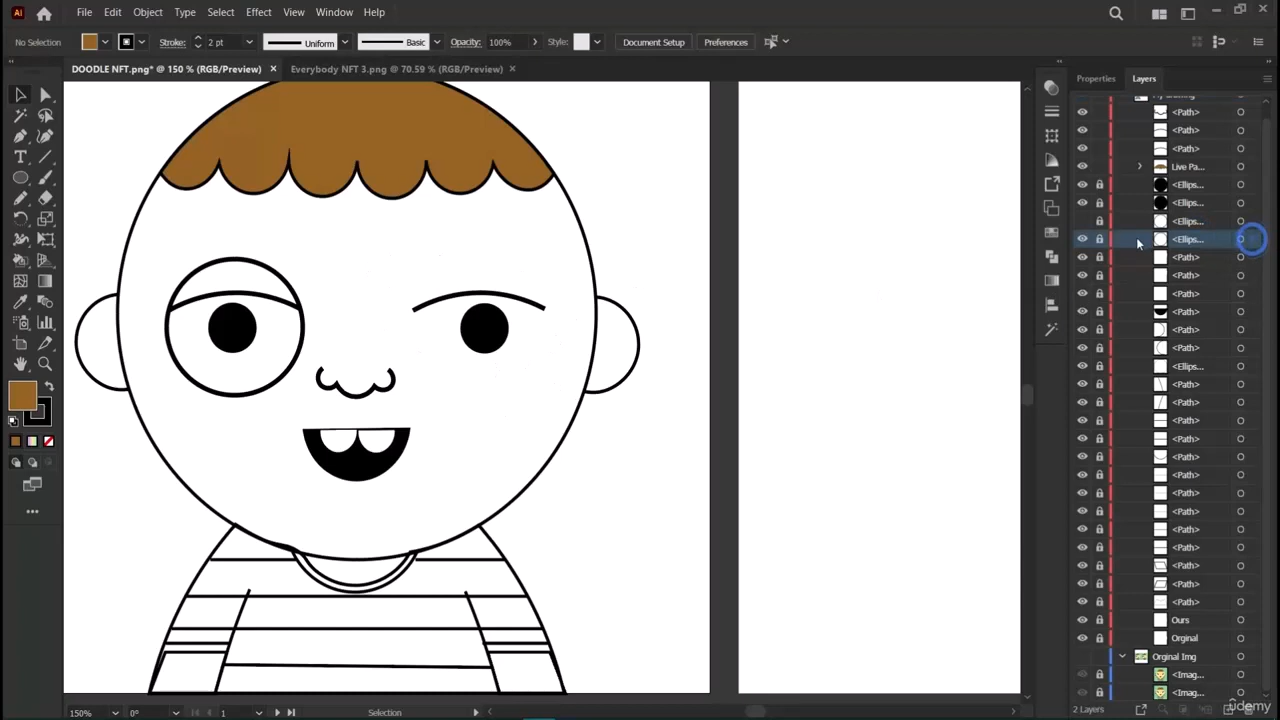 Ai File Edit Object Type Select Effect View Window Help
No Selection Stroke: 2 pt Uniform Basic Opacity: 100% Style: Document Setup Preferences
DOODLE NFT.png* @ 150 % (RGB/Preview) × Everybody NFT 3.png @ 70.59 % (RGB/Preview) ×
Properties Layers
<Path>
<Path>
<Path>
Live Pa...
<Ellips...
<Ellips...
<Ellips...
<Ellips...
<Path>
<Path>
<Path>
<Path>
<Path>
<Path>
<Ellips...
<Path>
<Path>
<Path>
<Path>
<Path>
<Path>
<Path>
<Path>
<Path>
<Path>
<Path>
<Path>
<Path>
Ours
Orginal
Orginal Img
<Imag...
<Imag...
150% 0° 1 Selection
2 Layers
udemy